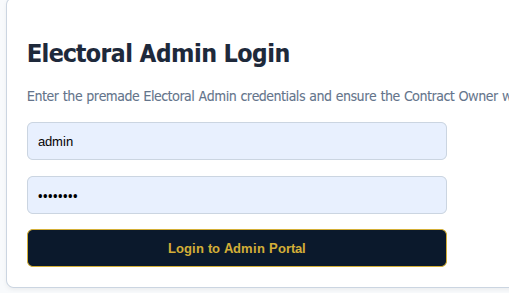 Electoral Admin Login
Enter the premade Electoral Admin credentials and ensure the Contract Owner
admin
••••••••
Login to Admin Portal